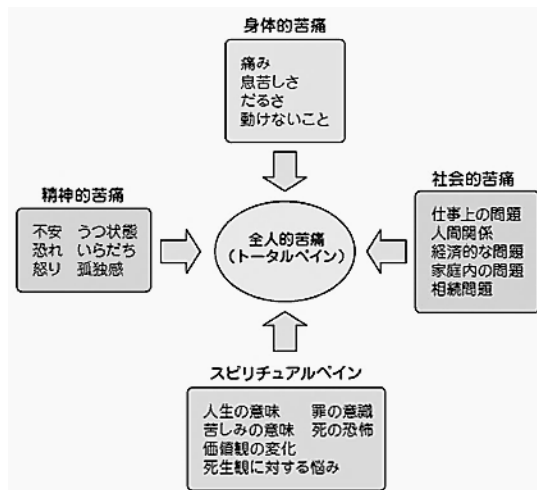 身体的苦痛
痛み
息苦しさ
だるさ
動けないこと
精神的苦痛
不安 うつ状態
恐れ いらだち
怒り 孤独感
全人的苦痛
(トータルペイン)
社会的苦痛
仕事上の問題
人間関係
経済的な問題
家庭内の問題
相続問題
スピリチュアルペイン
人生の意味 罪の意識
苦しみの意味 死の恐怖
価値観の変化
死生観に対する悩み